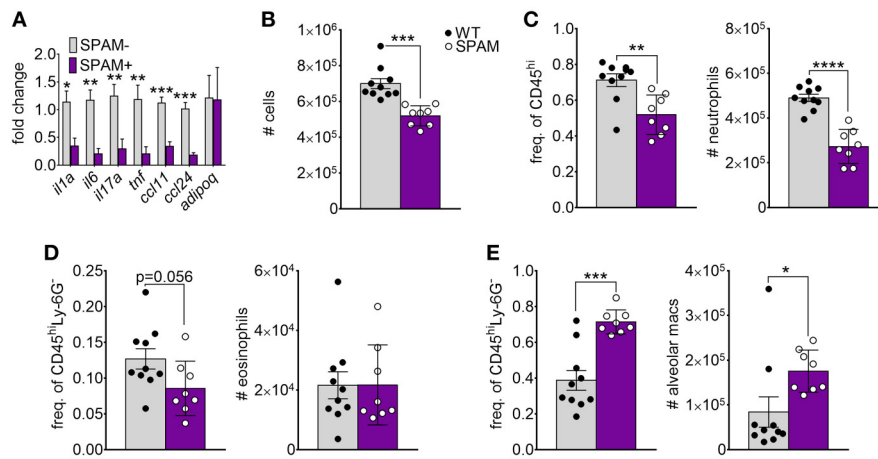 A
SPAM-
SPAM+
fold change
2.0
1.5
1.0
0.5
0.0
* ** ** ** *** ***
il1a il6 il17a tnf ccl11 ccl24 adipoq
B
WT
SPAM
# cells
1×10⁶
8×10⁵
6×10⁵
4×10⁵
2×10⁵
0
***
C
freq. of CD45ʰⁱ
1.0
0.8
0.6
0.4
0.2
0.0
**
# neutrophils
8×10⁵
6×10⁵
4×10⁵
2×10⁵
0
****
D
freq. of CD45ʰⁱLy-6G⁻
0.25
0.20
0.15
0.10
0.05
0.00
p=0.056
# eosinophils
6×10⁴
4×10⁴
2×10⁴
0
E
freq. of CD45ʰⁱLy-6G⁻
1.0
0.8
0.6
0.4
0.2
0.0
***
# alveolar macs
4×10⁵
3×10⁵
2×10⁵
1×10⁵
0
*